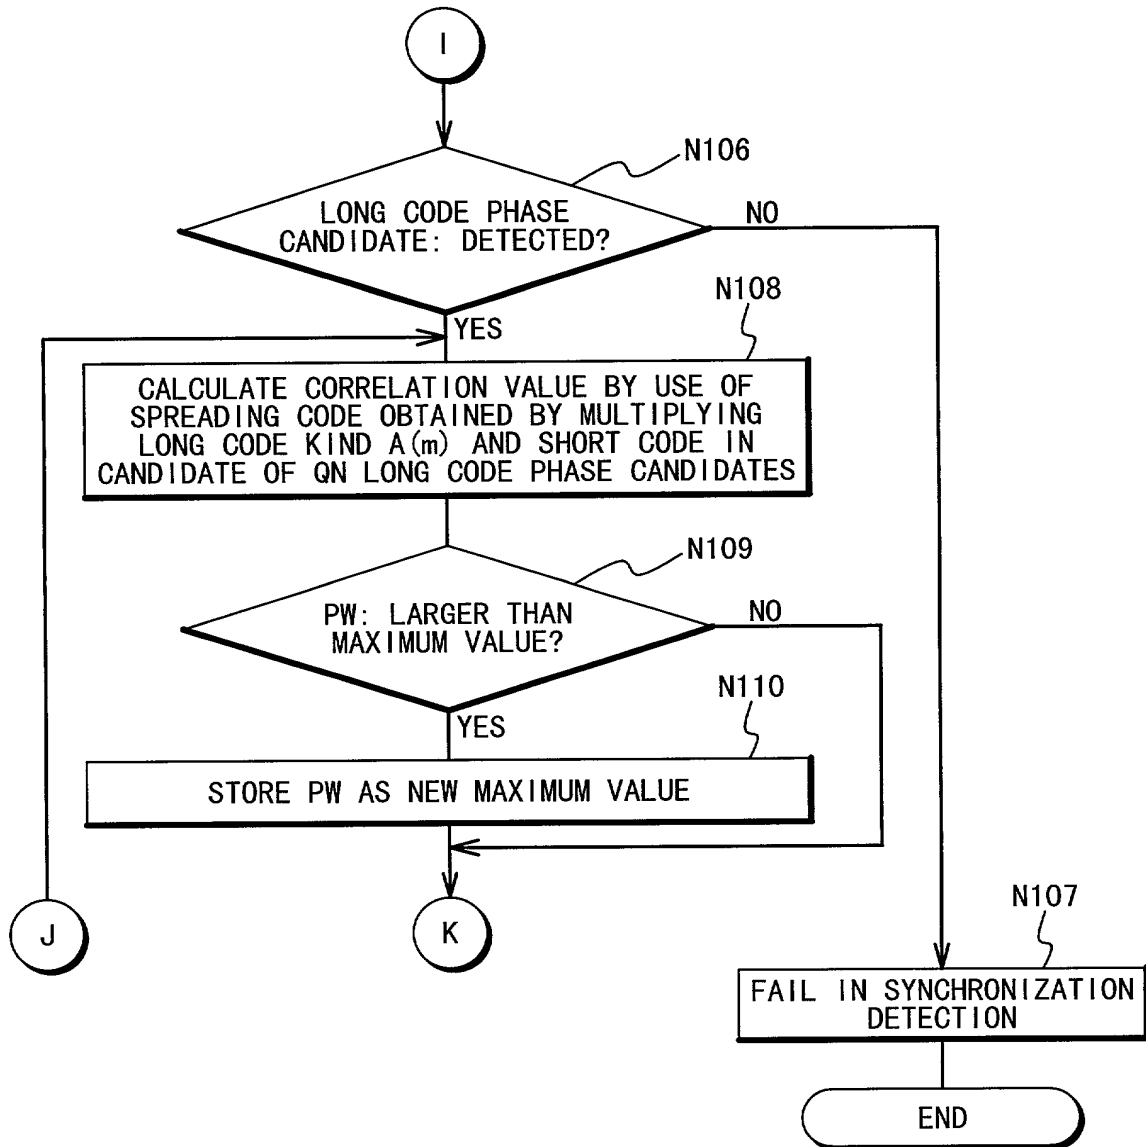 I
N106
LONG CODE PHASE
CANDIDATE: DETECTED?
NO
N108
YES
CALCULATE CORRELATION VALUE BY USE OF
SPREADING CODE OBTAINED BY MULTIPLYING
LONG CODE KIND A(m) AND SHORT CODE IN
CANDIDATE OF QN LONG CODE PHASE CANDIDATES
N109
PW: LARGER THAN
MAXIMUM VALUE?
NO
N110
YES
STORE PW AS NEW MAXIMUM VALUE
J
K
N107
FAIL IN SYNCHRONIZATION
DETECTION
END